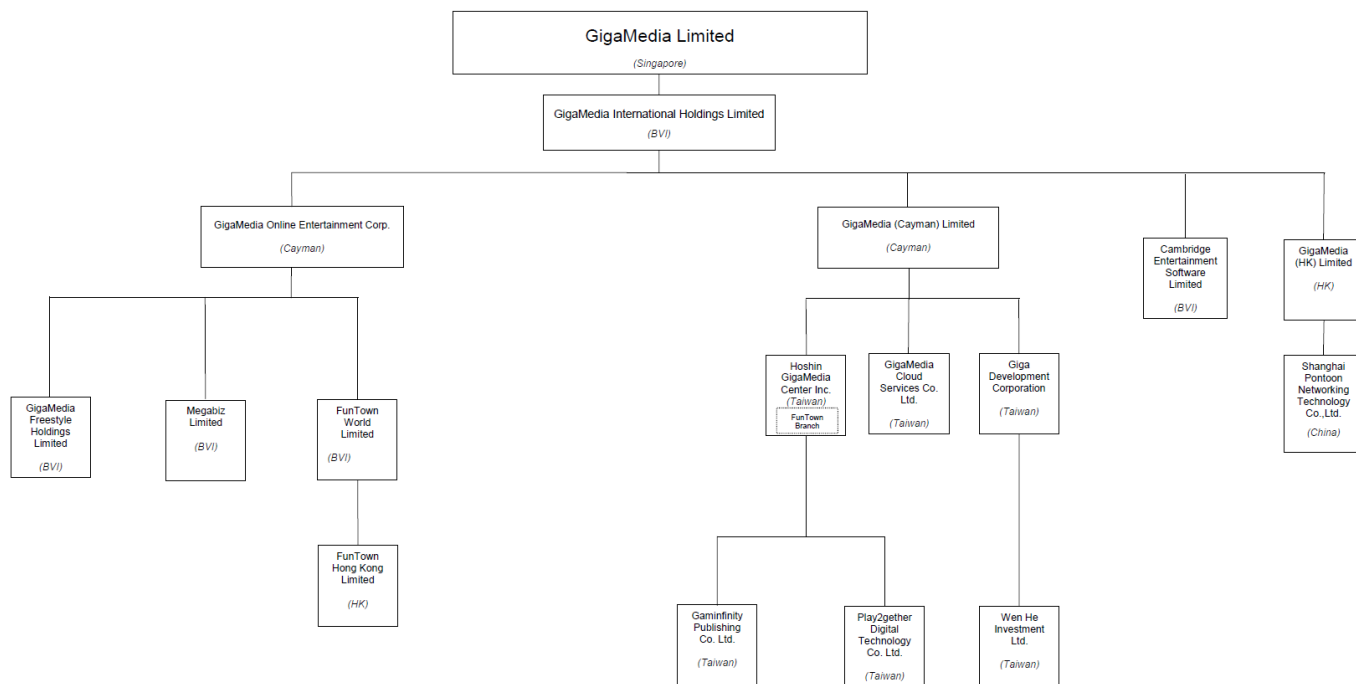 GigaMedia Limited
(Singapore)
GigaMedia International Holdings Limited
(BVI)
GigaMedia Online Entertainment Corp.
(Cayman)
GigaMedia (Cayman) Limited
(Cayman)
Cambridge
Entertainment
Software
Limited
(BVI)
GigaMedia
(HK) Limited
(HK)
Hoshin
GigaMedia
Center Inc.
(Taiwan)
FunTown
Branch
GigaMedia
Cloud
Services Co.
Ltd.
(Taiwan)
Giga
Development
Corporation
(Taiwan)
Shanghai
Pontoon
Networking
Technology
Co.,Ltd.
(China)
GigaMedia
Freestyle
Holdings
Limited
(BVI)
Megabiz
Limited
(BVI)
FunTown
World
Limited
(BVI)
FunTown
Hong Kong
Limited
(HK)
Gaminfinity
Publishing
Co. Ltd.
(Taiwan)
Play2gether
Digital
Technology
Co. Ltd.
(Taiwan)
Wen He
Investment
Ltd.
(Taiwan)